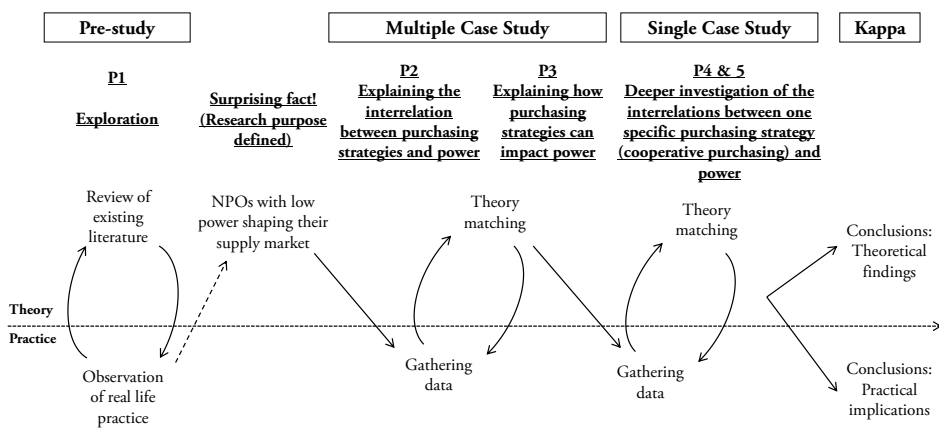 Pre-study
Multiple Case Study
Single Case Study
Kappa
P1
Exploration
Surprising fact!
(Research purpose
defined)
P2
Explaining the
interrelation
between purchasing
strategies and power
P3
Explaining how
purchasing
strategies can
impact power
P4 & 5
Deeper investigation of the
interrelations between one
specific purchasing strategy
(cooperative purchasing) and
power
Review of
existing
literature
NPOs with low
power shaping their
supply market
Theory
matching
Theory
matching
Conclusions:
Theoretical
findings
Theory
Practice
Observation
of real life
practice
Gathering
data
Gathering
data
Conclusions:
Practical
implications